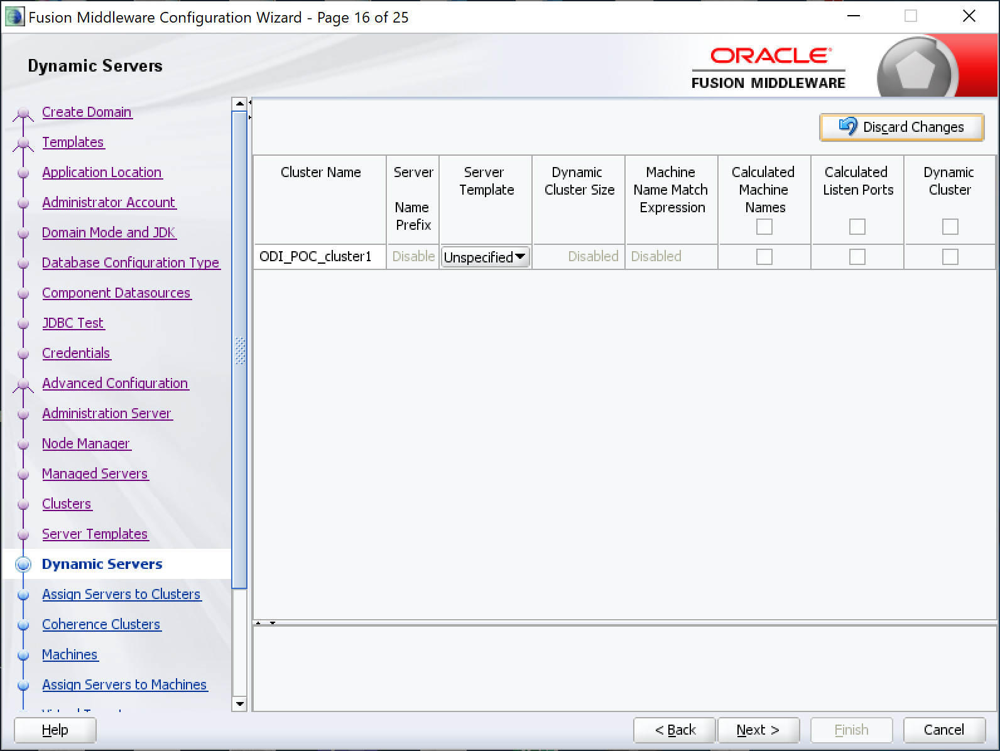 Fusion Middleware Configuration Wizard - Page 16 of 25
Dynamic Servers
ORACLE
FUSION MIDDLEWARE
Create Domain
Templates
Application Location
Administrator Account
Domain Mode and JDK
Database Configuration Type
Component Datasources
JDBC Test
Credentials
Advanced Configuration
Administration Server
Node Manager
Managed Servers
Clusters
Server Templates
Dynamic Servers
Assign Servers to Clusters
Coherence Clusters
Machines
Assign Servers to Machines
Discard Changes
Cluster Name
Server
Name
Prefix
Server
Template
Dynamic
Cluster Size
Machine
Name Match
Expression
Calculated
Machine
Names
Calculated
Listen Ports
Dynamic
Cluster
ODI_POC_cluster1
Disable
Unspecified
Disabled
Disabled
Help
< Back
Next >
Finish
Cancel